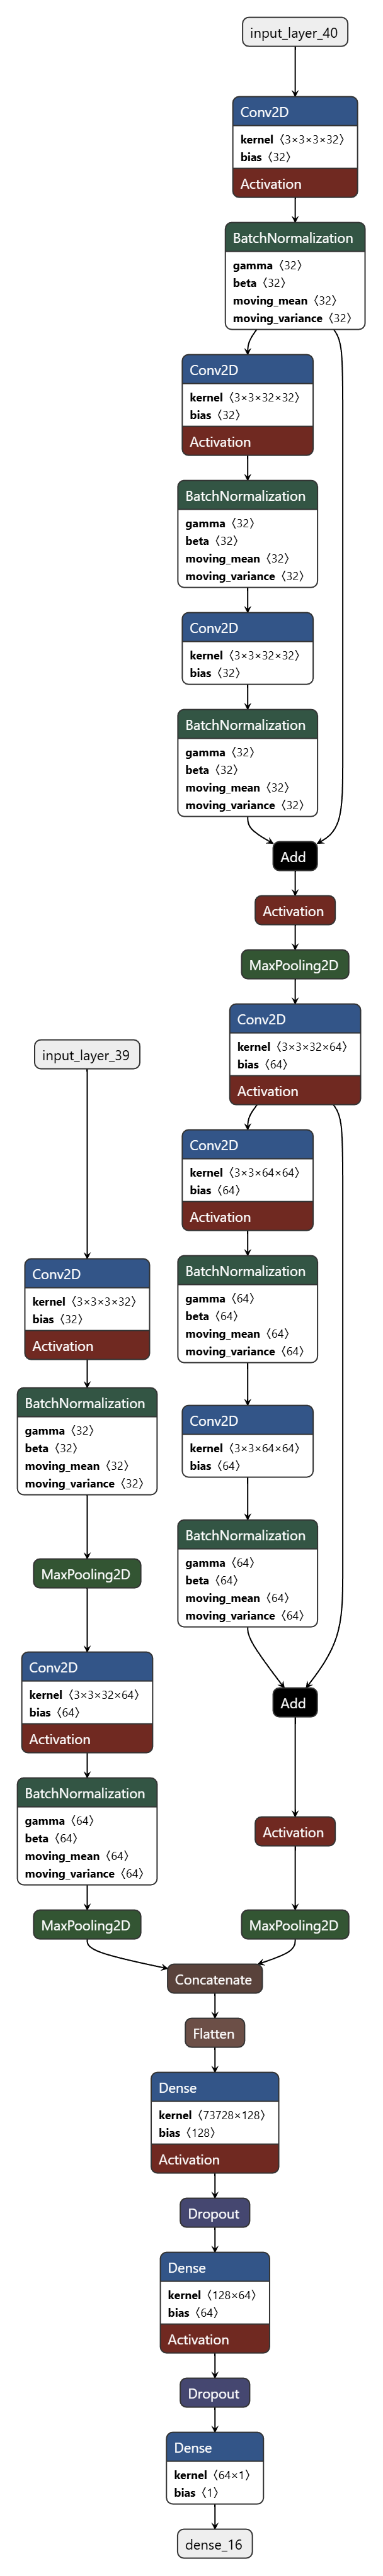 input_layer_40
Conv2D
kernel 〈3×3×3×32〉
bias 〈32〉
Activation
BatchNormalization
gamma 〈32〉
beta 〈32〉
moving_mean 〈32〉
moving_variance 〈32〉
Conv2D
kernel 〈3×3×32×32〉
bias 〈32〉
Activation
BatchNormalization
gamma 〈32〉
beta 〈32〉
moving_mean 〈32〉
moving_variance 〈32〉
Conv2D
kernel 〈3×3×32×32〉
bias 〈32〉
BatchNormalization
gamma 〈32〉
beta 〈32〉
moving_mean 〈32〉
moving_variance 〈32〉
Add
Activation
MaxPooling2D
Conv2D
kernel 〈3×3×32×64〉
bias 〈64〉
Activation
Conv2D
kernel 〈3×3×64×64〉
bias 〈64〉
Activation
BatchNormalization
gamma 〈64〉
beta 〈64〉
moving_mean 〈64〉
moving_variance 〈64〉
Conv2D
kernel 〈3×3×64×64〉
bias 〈64〉
BatchNormalization
gamma 〈64〉
beta 〈64〉
moving_mean 〈64〉
moving_variance 〈64〉
Add
Activation
MaxPooling2D
input_layer_39
Conv2D
kernel 〈3×3×3×32〉
bias 〈32〉
Activation
BatchNormalization
gamma 〈32〉
beta 〈32〉
moving_mean 〈32〉
moving_variance 〈32〉
MaxPooling2D
Conv2D
kernel 〈3×3×32×64〉
bias 〈64〉
Activation
BatchNormalization
gamma 〈64〉
beta 〈64〉
moving_mean 〈64〉
moving_variance 〈64〉
MaxPooling2D
Concatenate
Flatten
Dense
kernel 〈73728×128〉
bias 〈128〉
Activation
Dropout
Dense
kernel 〈128×64〉
bias 〈64〉
Activation
Dropout
Dense
kernel 〈64×1〉
bias 〈1〉
dense_16